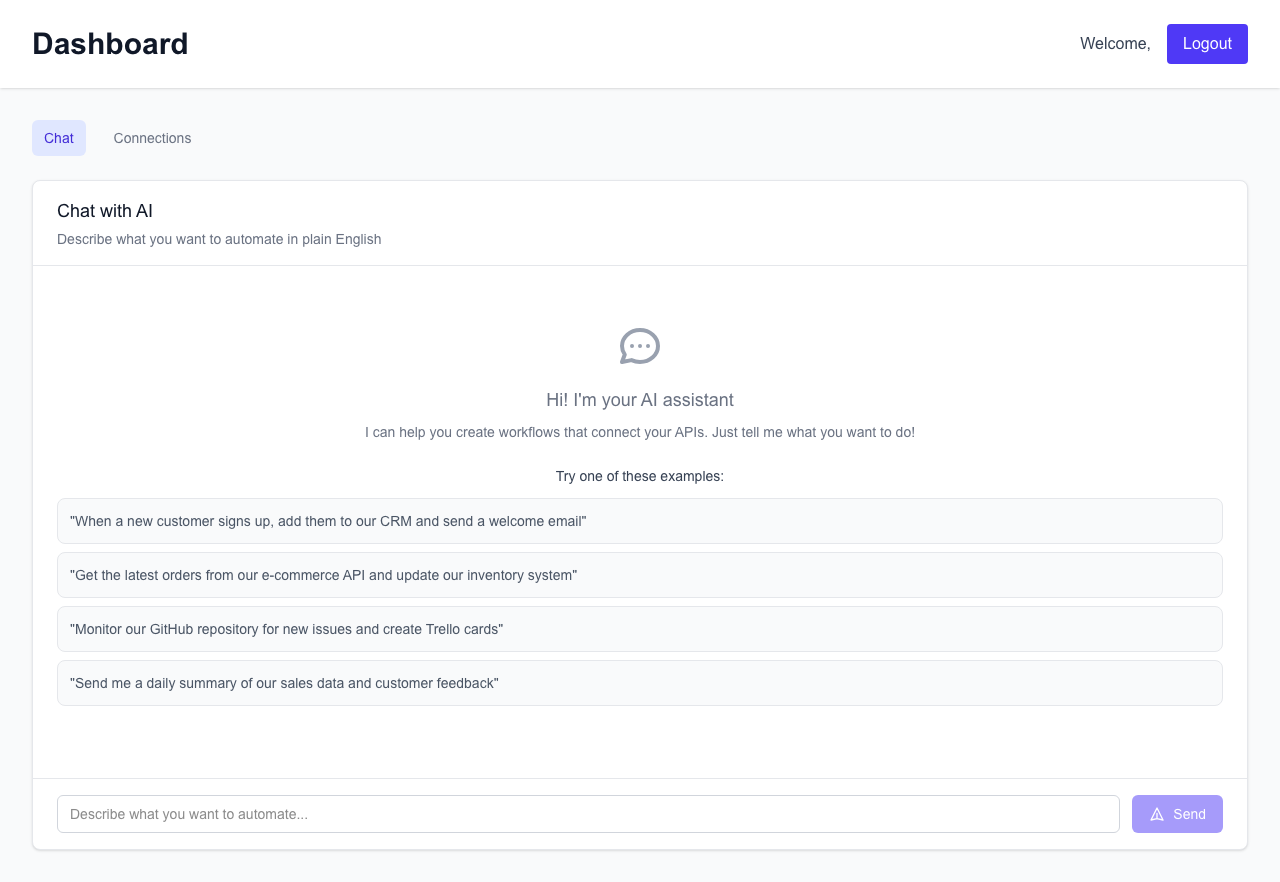 Dashboard
Welcome,
Logout
Chat
Connections
Chat with AI
Describe what you want to automate in plain English
Hi! I'm your AI assistant
I can help you create workflows that connect your APIs. Just tell me what you want to do!
Try one of these examples:
"When a new customer signs up, add them to our CRM and send a welcome email"
"Get the latest orders from our e-commerce API and update our inventory system"
"Monitor our GitHub repository for new issues and create Trello cards"
"Send me a daily summary of our sales data and customer feedback"
Describe what you want to automate...
Send